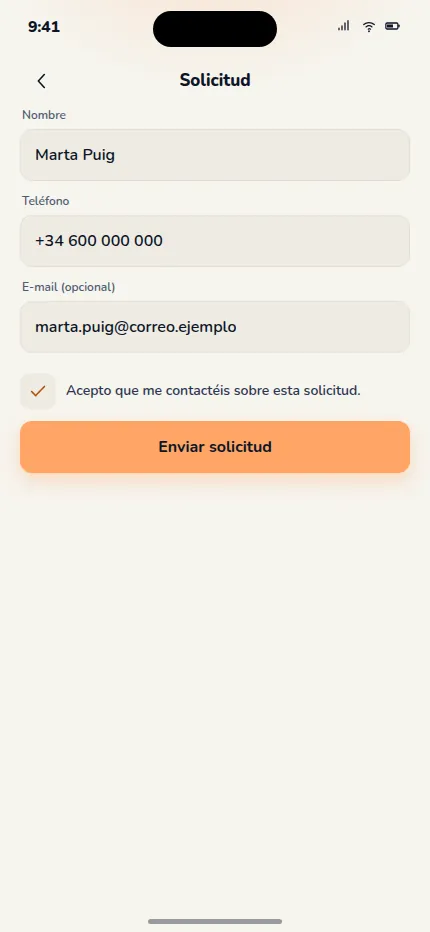 9:41
Solicitud
Nombre
Marta Puig
Teléfono
+34 600 000 000
E-mail (opcional)
marta.puig@correo.ejemplo
Acepto que me contactéis sobre esta solicitud.
Enviar solicitud